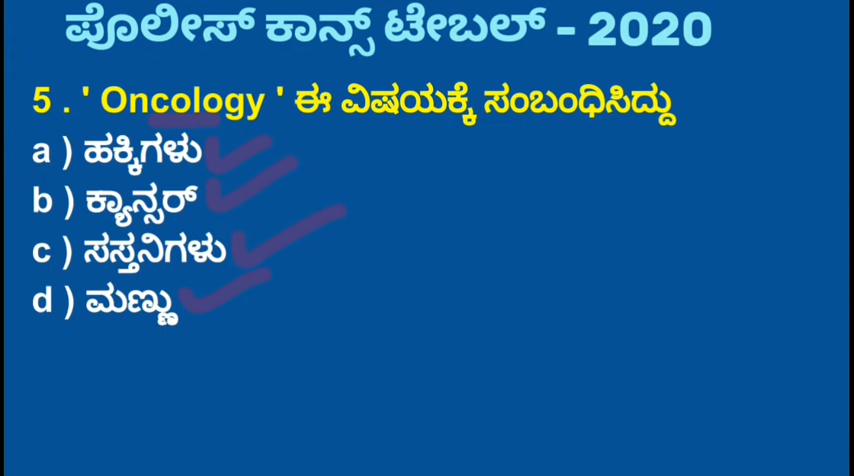 ಪೊಲೀಸ್ ಕಾನ್ಸ್ ಟೇಬಲ್ - 2020
5 . ' Oncology ' ಈ ವಿಷಯಕ್ಕೆ ಸಂಬಂಧಿಸಿದ್ದು
a ) ಹಕ್ಕಿಗಳು
b ) ಕ್ಯಾನ್ಸರ್
c ) ಸಸ್ತನಿಗಳು
d ) ಮಣ್ಣು